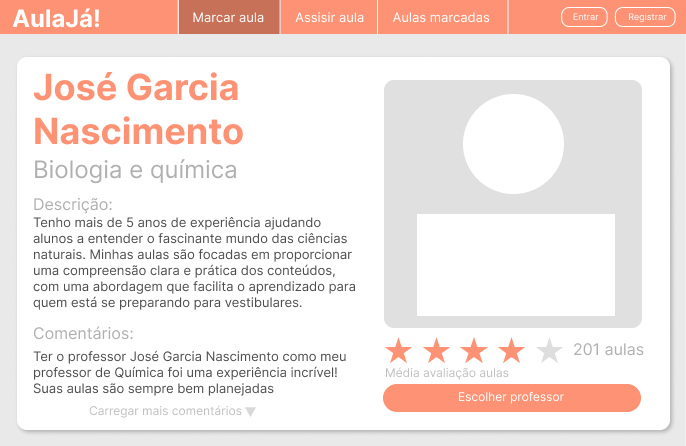 AulaJá!
Marcar aula
Assisir aula
Aulas marcadas
Entrar
Registrar
José Garcia
Nascimento
Biologia e química
Descrição:
Tenho mais de 5 anos de experiência ajudando
alunos a entender o fascinante mundo das ciências
naturais. Minhas aulas são focadas em proporcionar
uma compreensão clara e prática dos conteúdos,
com uma abordagem que facilita o aprendizado para
quem está se preparando para vestibulares.
Comentários:
Ter o professor José Garcia Nascimento como meu
professor de Química foi uma experiência incrível!
Suas aulas são sempre bem planejadas
Carregar mais comentários ▼
201 aulas
Média avaliação aulas
Escolher professor